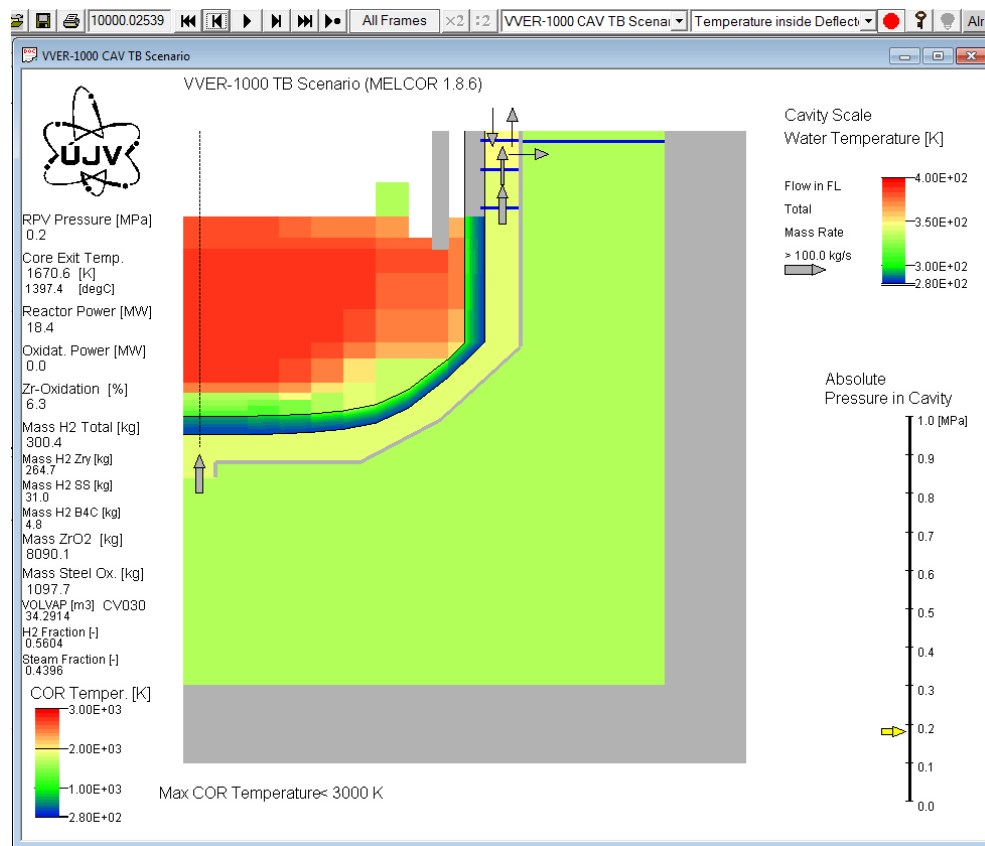 10000.02539
All Frames
×2
:2
VVER-1000 CAV TB Scenar
Temperature inside Deflect
Alr
VVER-1000 CAV TB Scenario
VVER-1000 TB Scenario (MELCOR 1.8.6)
ÚJV
RPV Pressure [MPa]
0.2
Core Exit Temp.
1670.6 [K]
1397.4 [degC]
Reactor Power [MW]
18.4
Oxidat. Power [MW]
0.0
Zr-Oxidation [%]
6.3
Mass H2 Total [kg]
300.4
Mass H2 Zry [kg]
264.7
Mass H2 SS [kg]
31.0
Mass H2 B4C [kg]
4.8
Mass ZrO2 [kg]
8090.1
Mass Steel Ox. [kg]
1097.7
VOLVAP [m3] CV030
34.2914
H2 Fraction [-]
0.5604
Steam Fraction [-]
0.4396
COR Temper. [K]
3.00E+03
2.00E+03
1.00E+03
2.80E+02
Max COR Temperature< 3000 K
Cavity Scale
Water Temperature [K]
Flow in FL
Total
Mass Rate
> 100.0 kg/s
4.00E+02
3.50E+02
3.00E+02
2.80E+02
Absolute
Pressure in Cavity
1.0 [MPa]
0.9
0.8
0.7
0.6
0.5
0.4
0.3
0.2
0.1
0.0